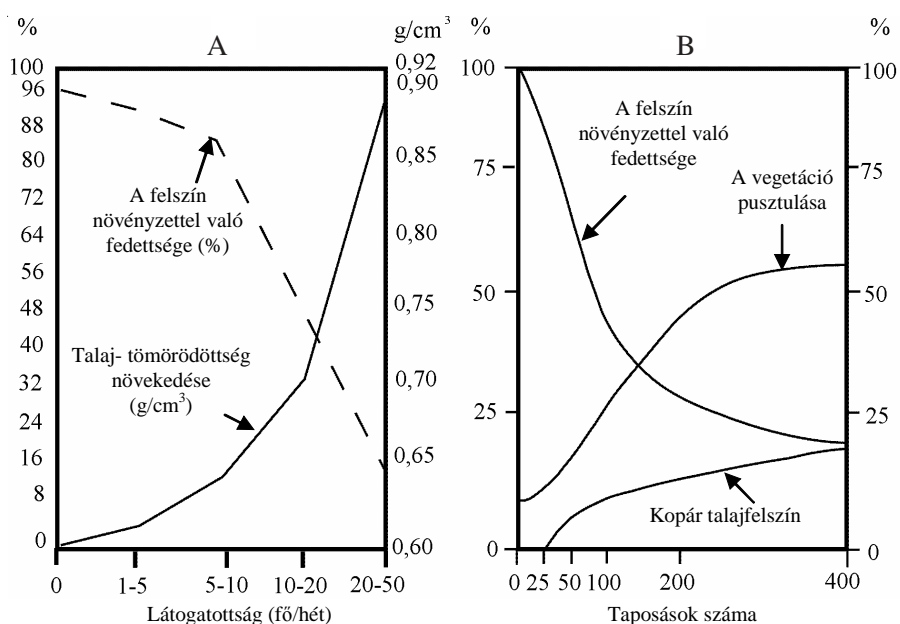 %
A
g/cm³
100
96
88
80
72
64
56
48
40
32
24
16
8
0
0,92
0,90
0,85
0,80
0,75
0,70
0,65
0,60
A felszín
növényzettel való
fedettsége (%)
Talaj- tömörödöttség
növekedése
(g/cm³)
0 1-5 5-10 10-20 20-50
Látogatottság (fő/hét)
%
B
%
100
75
50
25
0
100
75
50
25
0
A felszín
növényzettel való
fedettsége
A vegetáció
pusztulása
Kopár talajfelszín
0 25 50 100 200 400
Taposások száma